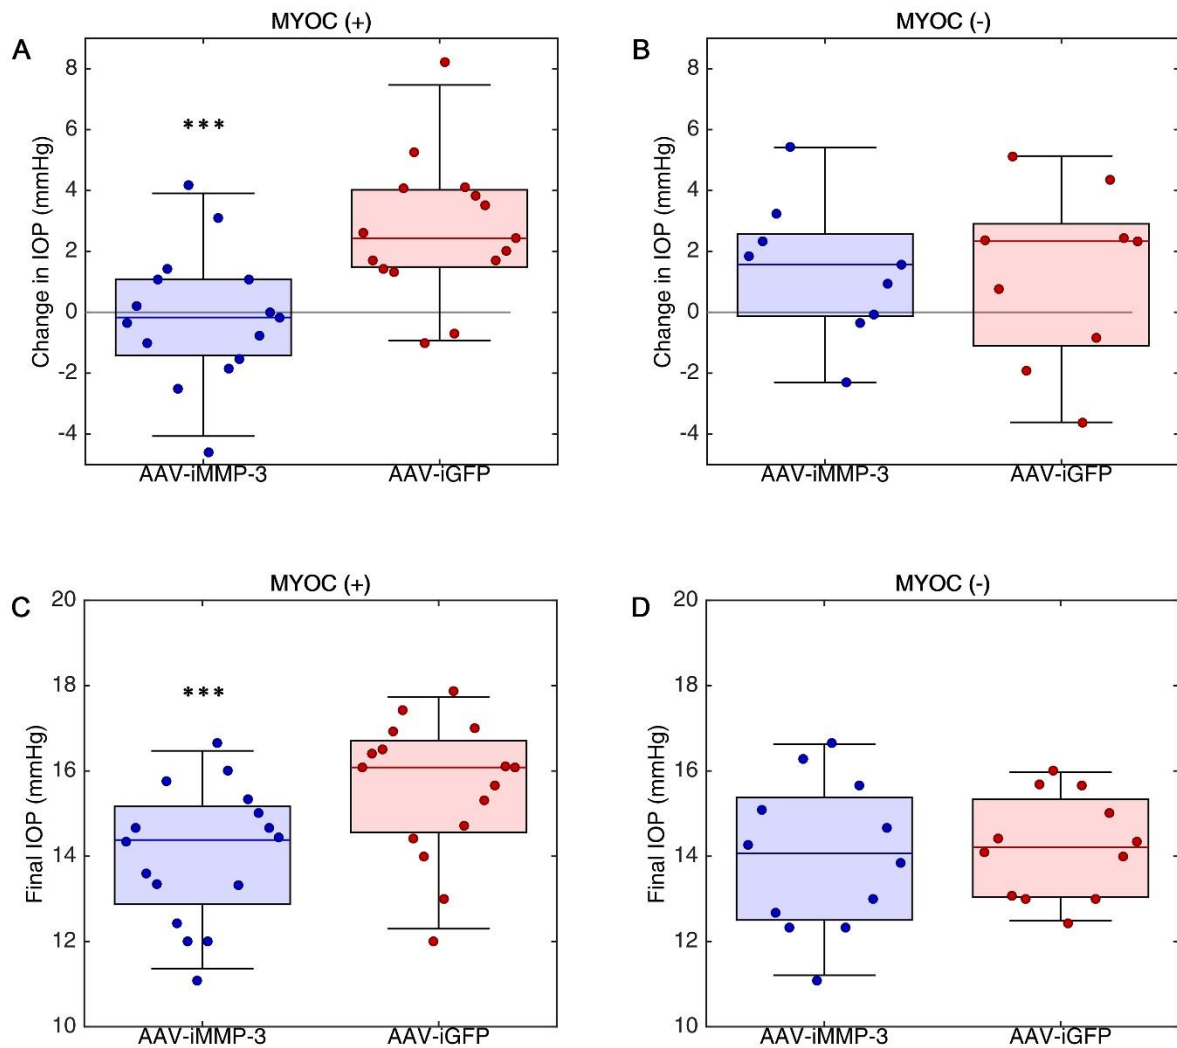 A
MYOC (+)
Change in IOP (mmHg)
8
6
4
2
0
-2
-4
***
AAV-iMMP-3
AAV-iGFP
B
MYOC (-)
Change in IOP (mmHg)
8
6
4
2
0
-2
-4
AAV-iMMP-3
AAV-iGFP
C
MYOC (+)
Final IOP (mmHg)
20
18
16
14
12
10
***
AAV-iMMP-3
AAV-iGFP
D
MYOC (-)
Final IOP (mmHg)
20
18
16
14
12
10
AAV-iMMP-3
AAV-iGFP